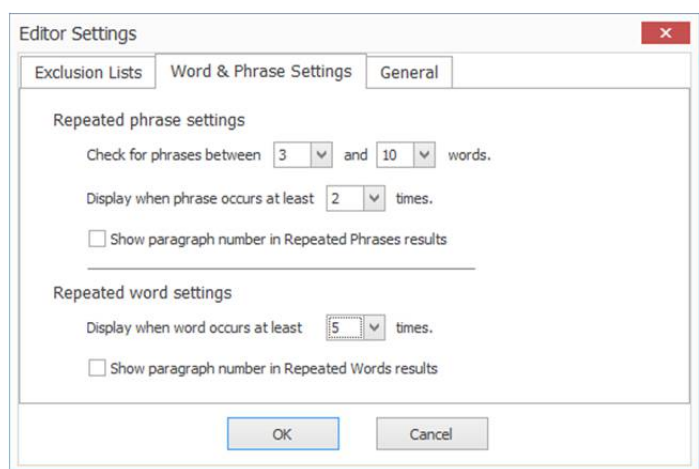 Editor Settings
Exclusion Lists Word & Phrase Settings General
Repeated phrase settings
Check for phrases between 3 and 10 words.
Display when phrase occurs at least 2 times.
Show paragraph number in Repeated Phrases results
Repeated word settings
Display when word occurs at least 5 times.
Show paragraph number in Repeated Words results
OK Cancel